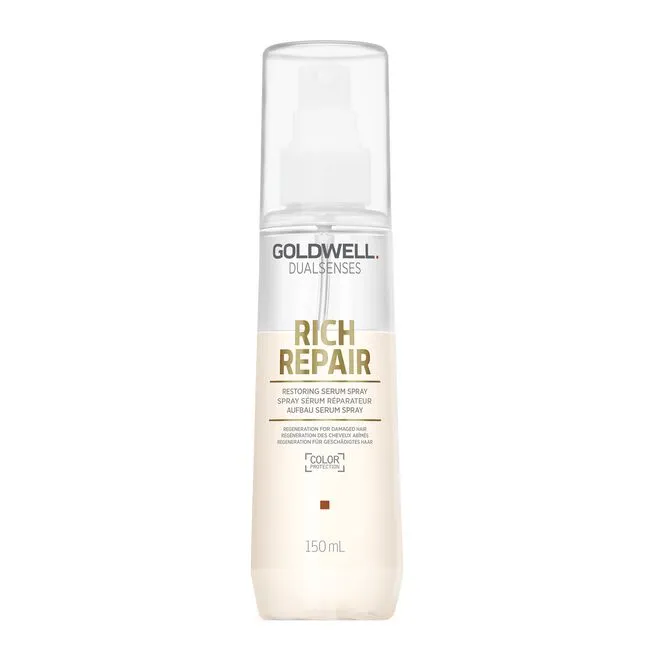 GOLDWELL.
DUALSENSES
RICH
REPAIR
RESTORING SERUM SPRAY
SPRAY SÉRUM RÉPARATEUR
AUFBAU SERUM SPRAY
REGENERATION FOR DAMAGED HAIR
RÉGÉNÉRATION DES CHEVEUX ABÎMÉS
REGENERATION FÜR GESCHÄDIGTES HAAR
COLOR
PROTECTION
150 mL